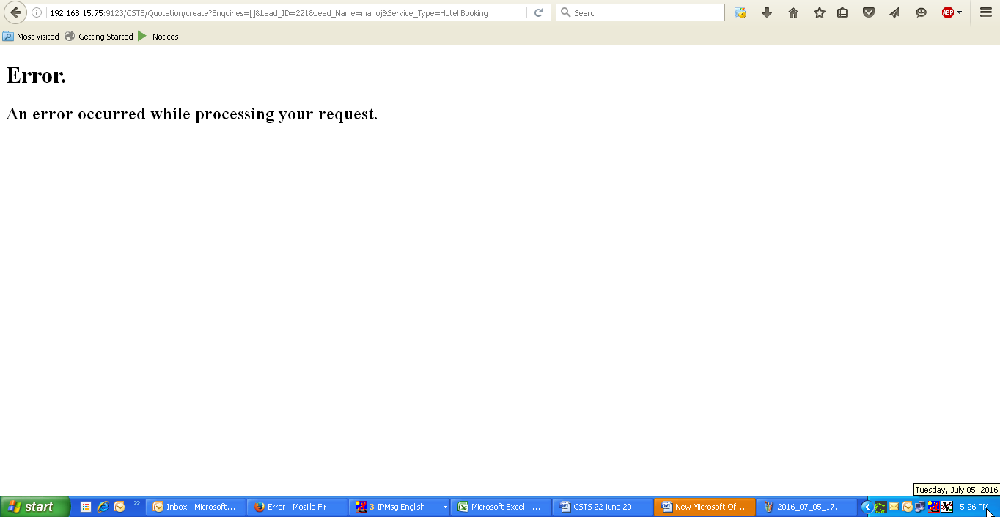 192.168.15.75:9123/CSTS/Quotation/create?Enquiries=[]&Lead_ID=221&Lead_Name=manoj&Service_Type=Hotel Booking
Search
ABP
Most Visited
Getting Started
Notices
Error.
An error occurred while processing your request.
Tuesday, July 05, 2016
start
Inbox - Microsoft...
Error - Mozilla Fir...
3 IPMsg English
Microsoft Excel - ...
CSTS 22 june 20...
New Microsoft Of...
2016_07_05_17...
5:26 PM